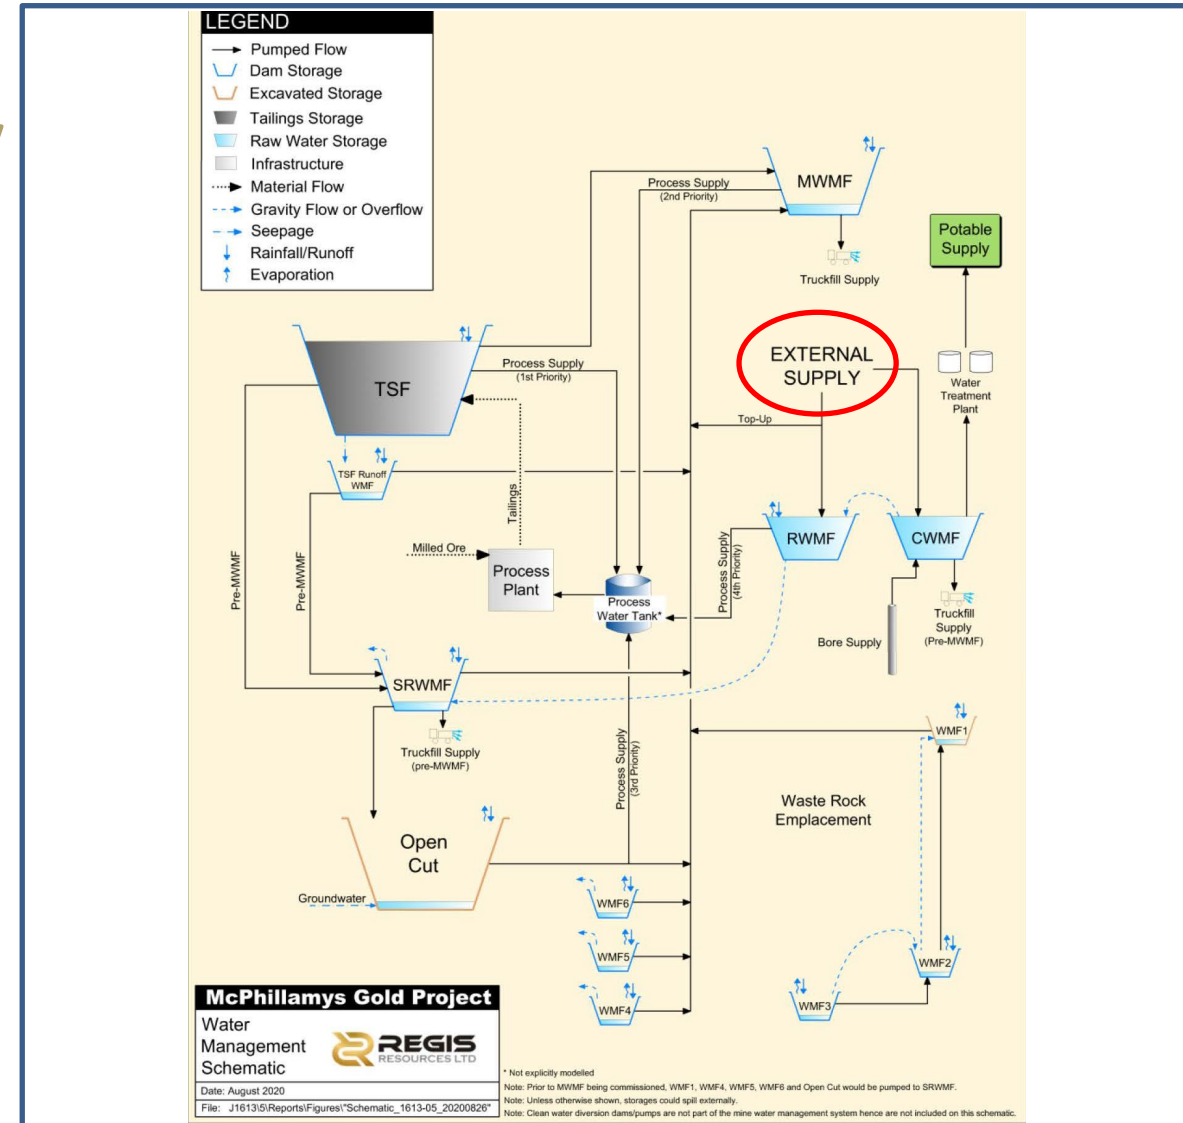 LEGEND
Pumped Flow
Dam Storage
Excavated Storage
Tailings Storage
Raw Water Storage
Infrastructure
Material Flow
Gravity Flow or Overflow
Seepage
Rainfall/Runoff
Evaporation
MWMF
Process Supply
(2nd Priority)
Truckfill Supply
Potable
Supply
EXTERNAL
SUPPLY
Top-Up
Water
Treatment
Plant
TSF
Process Supply
(1st Priority)
TSF Runoff
WMF
Tailings
Milled Ore
Process
Plant
Process
Water Tank*
Process Supply
(4th Priority)
RWMF
CWMF
Bore Supply
Truckfill
Supply
(Pre-MWMF)
Pre-MWMF
Pre-MWMF
SRWMF
Truckfill Supply
(pre-MWMF)
Process Supply
(3rd Priority)
WMF1
Waste Rock
Emplacement
Open
Cut
Groundwater
WMF6
WMF5
WMF4
WMF2
WMF3
McPhillamys Gold Project
Water
Management
Schematic
REGIS
RESOURCES LTD
Date: August 2020
File: J1613\5\Reports\Figures\"Schematic_1613-05_20200826"
* Not explicitly modelled
Note: Prior to MWMF being commissioned, WMF1, WMF4, WMF5, WMF6 and Open Cut would be pumped to SRWMF.
Note: Unless otherwise shown, storages could spill externally.
Note: Clean water diversion dams/pumps are not part of the mine water management system hence are not included on this schematic.